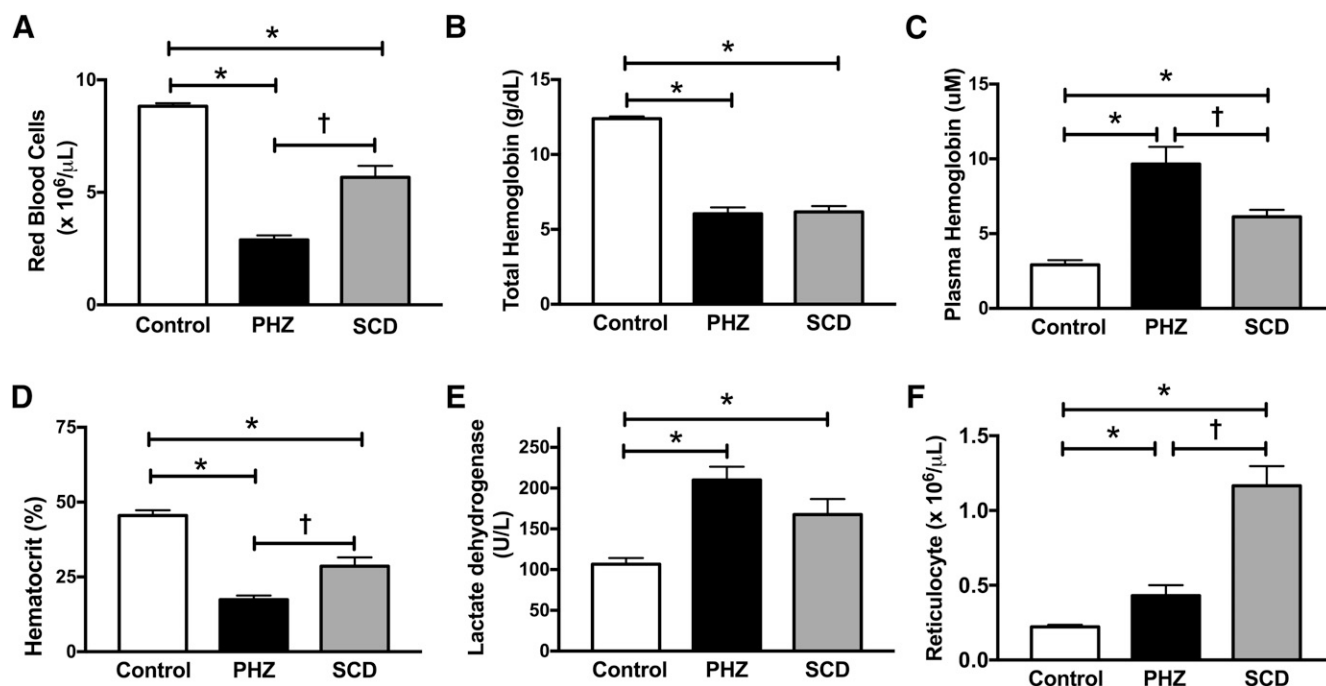 A
Red Blood Cells
(x 10⁶/μL)
10
5
0
*
*
†
Control PHZ SCD
B
Total Hemoglobin (g/dL)
15
10
5
0
*
*
Control PHZ SCD
C
Plasma Hemoglobin (uM)
15
10
5
0
*
*
†
Control PHZ SCD
D
Hematocrit (%)
75
50
25
0
*
*
†
Control PHZ SCD
E
Lactate dehydrogenase
(U/L)
250
200
150
100
50
0
*
*
Control PHZ SCD
F
Reticulocyte (x 10⁶/μL)
1.5
1.0
0.5
0.0
*
*
†
Control PHZ SCD